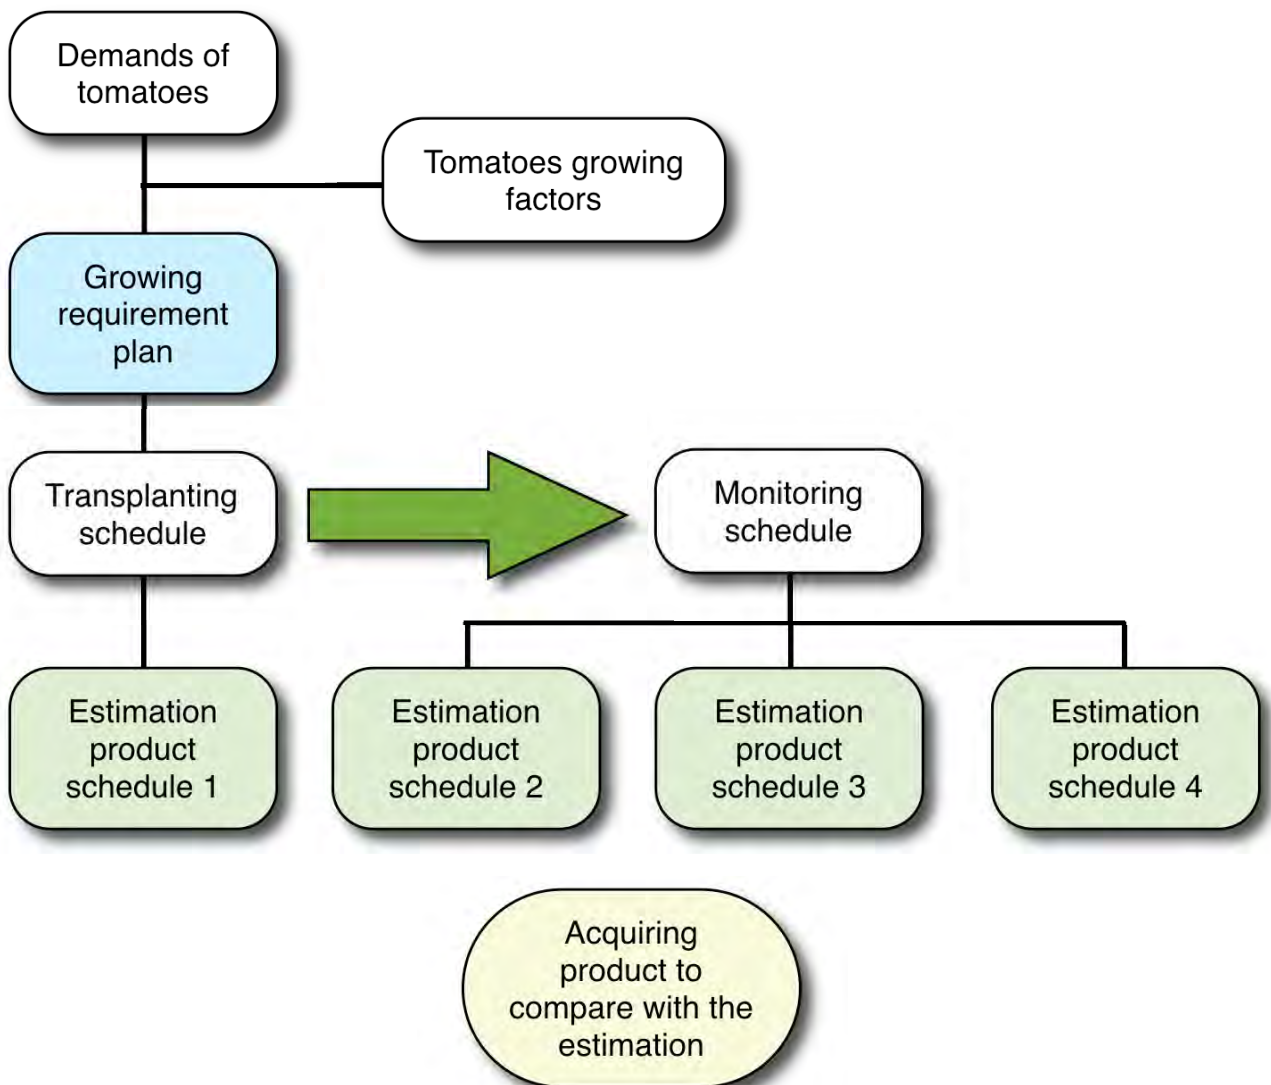 Demands of
tomatoes
Tomatoes growing
factors
Growing
requirement
plan
Transplanting
schedule
Monitoring
schedule
Estimation
product
schedule 1
Estimation
product
schedule 2
Estimation
product
schedule 3
Estimation
product
schedule 4
Acquiring
product to
compare with the
estimation